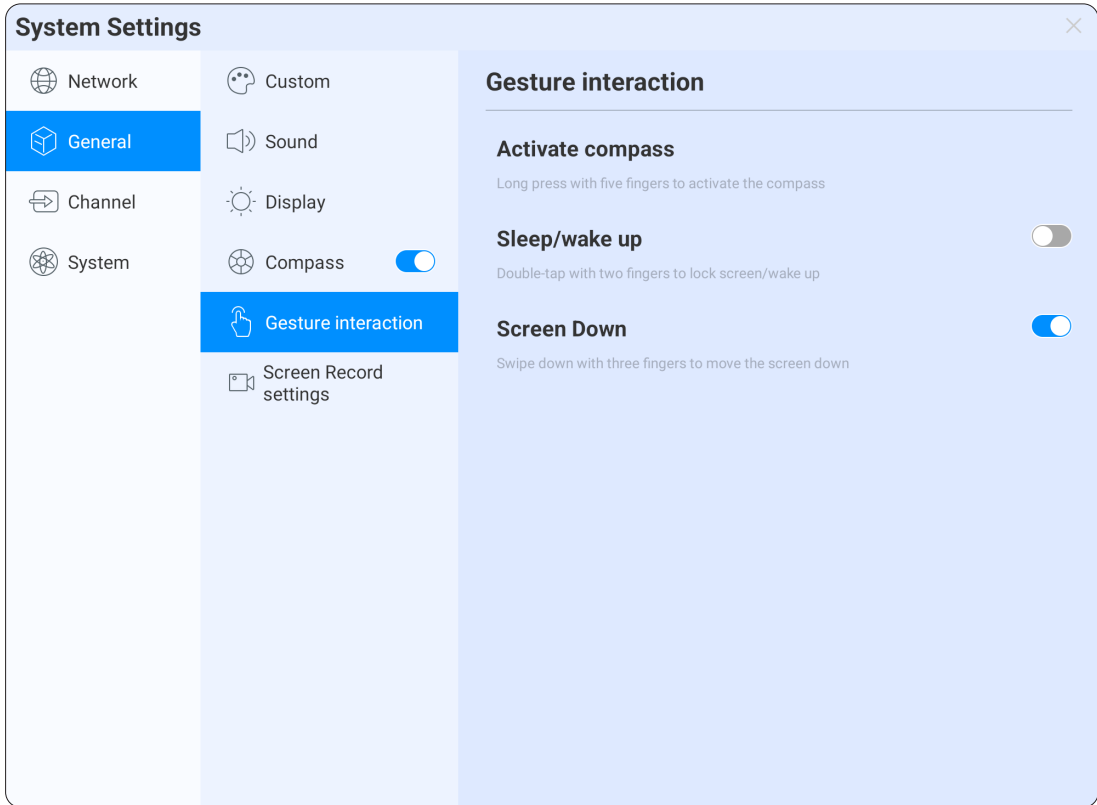 System Settings
Network
General
Channel
System
Custom
Sound
Display
Compass
Gesture interaction
Screen Record
settings
Gesture interaction
Activate compass
Long press with five fingers to activate the compass
Sleep/wake up
Double-tap with two fingers to lock screen/wake up
Screen Down
Swipe down with three fingers to move the screen down